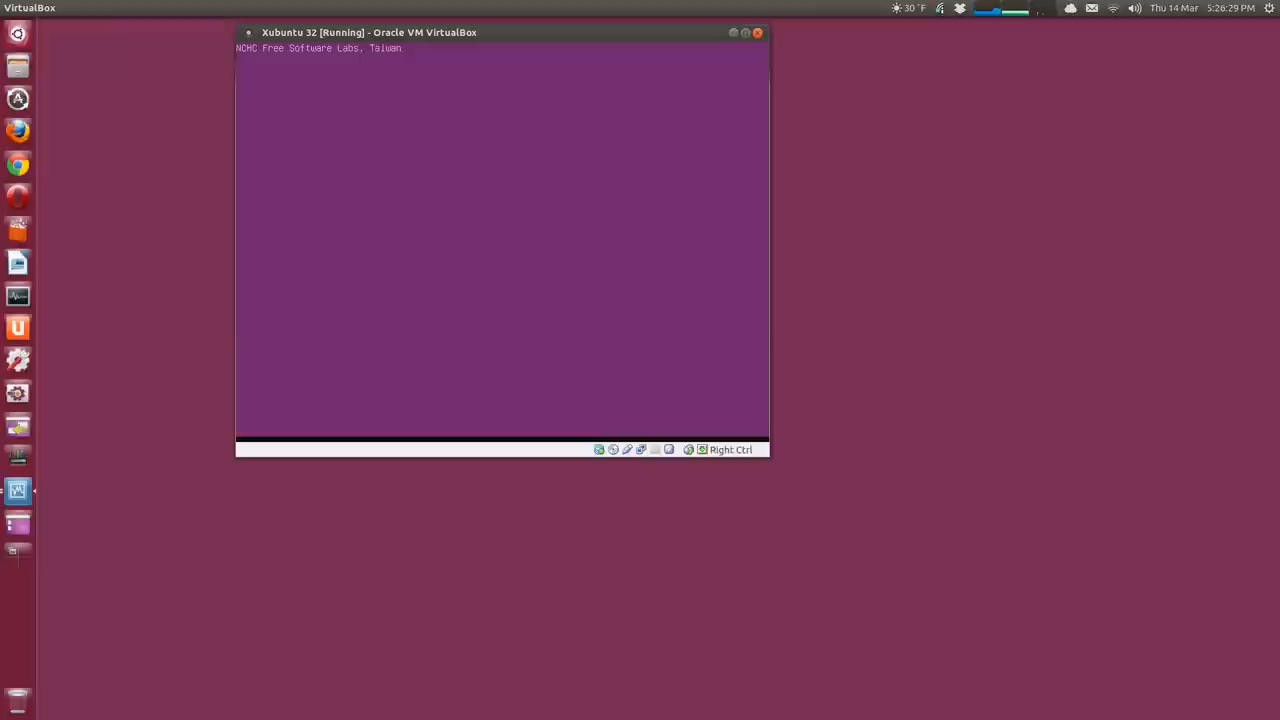 VirtualBox
30 °F
Thu 14 Mar
5:26:29 PM
Xubuntu 32 [Running] - Oracle VM VirtualBox
NCHC Free Software Labs, Taiwan
Right Ctrl